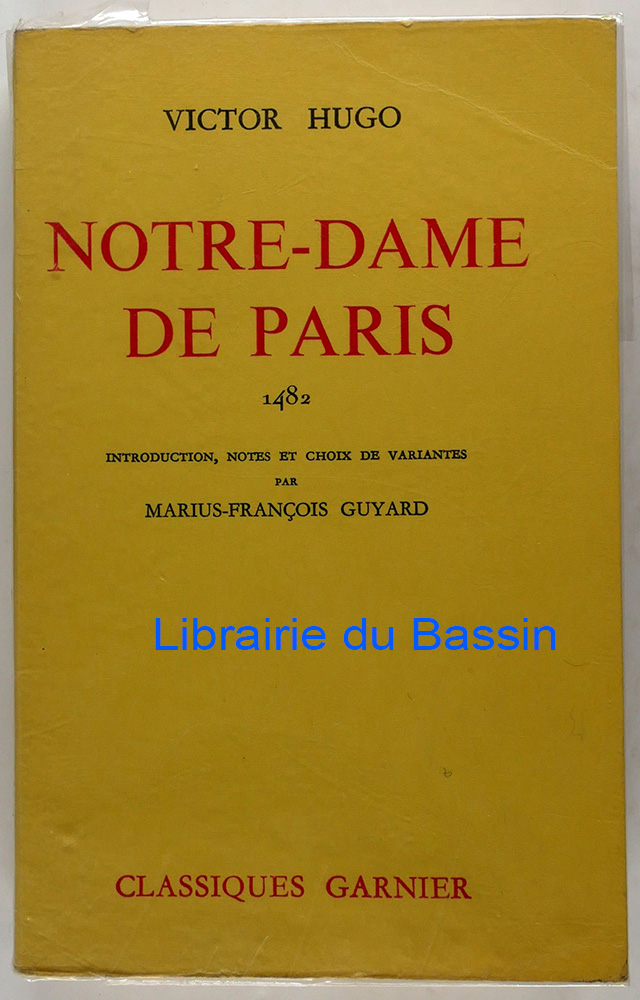 VICTOR HUGO
NOTRE-DAME
DE PARIS
1482
INTRODUCTION, NOTES ET CHOIX DE VARIANTES
PAR
MARIUS-FRANÇOIS GUYARD
Librairie du Bassin
CLASSIQUES GARNIER